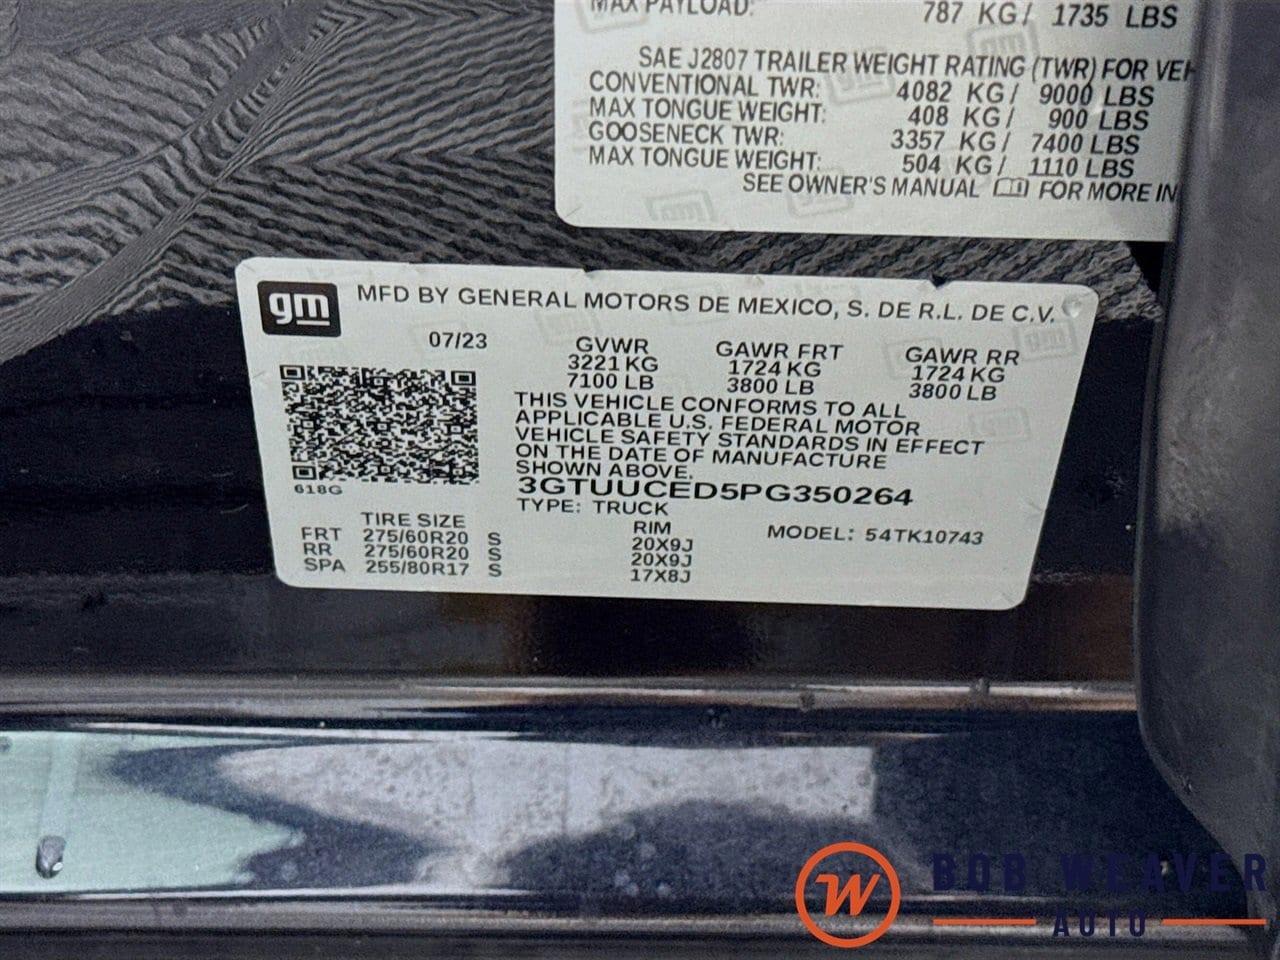 MAX PAYLOAD: 787 KG/ 1735 LBS
SAE J2807 TRAILER WEIGHT RATING (TWR) FOR VEH
CONVENTIONAL TWR: 4082 KG/ 9000 LBS
MAX TONGUE WEIGHT: 408 KG/ 900 LBS
GOOSENECK TWR: 3357 KG/ 7400 LBS
MAX TONGUE WEIGHT: 504 KG/ 1110 LBS
SEE OWNER'S MANUAL FOR MORE IN
gm MFD BY GENERAL MOTORS DE MEXICO, S. DE R.L. DE C.V.
07/23 GVWR GAWR FRT GAWR RR
3221 KG 1724 KG 1724 KG
7100 LB 3800 LB 3800 LB
THIS VEHICLE CONFORMS TO ALL
APPLICABLE U.S. FEDERAL MOTOR
VEHICLE SAFETY STANDARDS IN EFFECT
ON THE DATE OF MANUFACTURE
SHOWN ABOVE.
618G
3GTUUCED5PG350264
TYPE: TRUCK
TIRE SIZE RIM MODEL: 54TK10743
FRT 275/60R20 S 20X9J
RR 275/60R20 S 20X9J
SPA 255/80R17 S 17X8J
W BOB WEAVER
AUTO